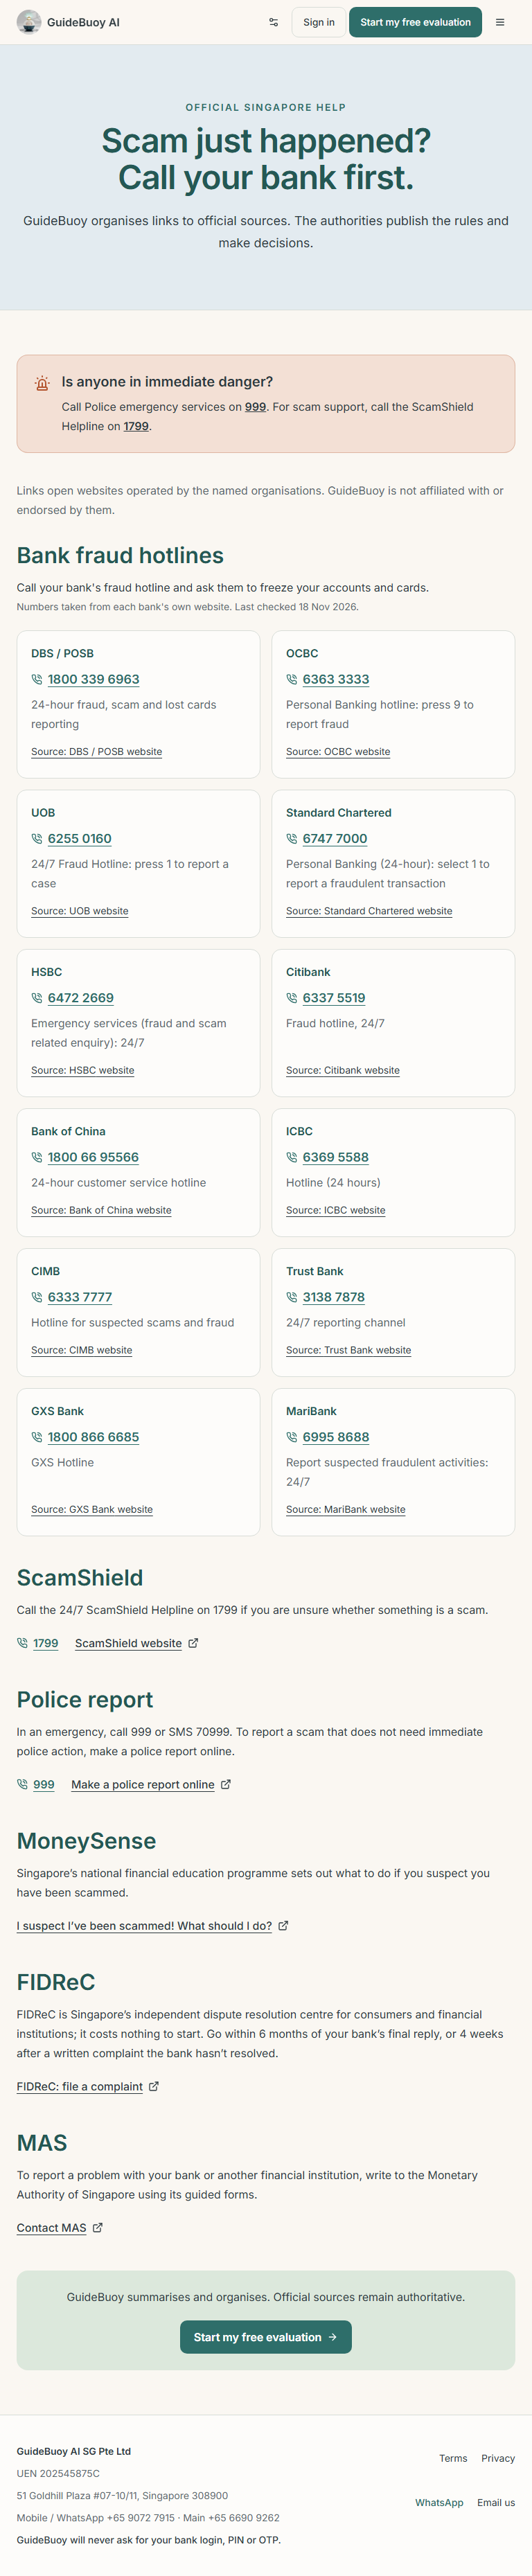 GuideBuoy AI
Sign in
Start my free evaluation
OFFICIAL SINGAPORE HELP
Scam just happened?
Call your bank first.
GuideBuoy organises links to official sources. The authorities publish the rules and
make decisions.
Is anyone in immediate danger?
Call Police emergency services on 999. For scam support, call the ScamShield
Helpline on 1799.
Links open websites operated by the named organisations. GuideBuoy is not affiliated with or
endorsed by them.
Bank fraud hotlines
Call your bank's fraud hotline and ask them to freeze your accounts and cards.
Numbers taken from each bank's own website. Last checked 18 Nov 2026.
DBS / POSB
1800 339 6963
24-hour fraud, scam and lost cards
reporting
Source: DBS / POSB website
OCBC
6363 3333
Personal Banking hotline: press 9 to
report fraud
Source: OCBC website
UOB
6255 0160
24/7 Fraud Hotline: press 1 to report a
case
Source: UOB website
Standard Chartered
6747 7000
Personal Banking (24-hour): select 1 to
report a fraudulent transaction
Source: Standard Chartered website
HSBC
6472 2669
Emergency services (fraud and scam
related enquiry): 24/7
Source: HSBC website
Citibank
6337 5519
Fraud hotline, 24/7
Source: Citibank website
Bank of China
1800 66 95566
24-hour customer service hotline
Source: Bank of China website
ICBC
6369 5588
Hotline (24 hours)
Source: ICBC website
CIMB
6333 7777
Hotline for suspected scams and fraud
Source: CIMB website
Trust Bank
3138 7878
24/7 reporting channel
Source: Trust Bank website
GXS Bank
1800 866 6685
GXS Hotline
Source: GXS Bank website
MariBank
6995 8688
Report suspected fraudulent activities:
24/7
Source: MariBank website
ScamShield
Call the 24/7 ScamShield Helpline on 1799 if you are unsure whether something is a scam.
1799
ScamShield website
Police report
In an emergency, call 999 or SMS 70999. To report a scam that does not need immediate
police action, make a police report online.
999
Make a police report online
MoneySense
Singapore’s national financial education programme sets out what to do if you suspect you
have been scammed.
I suspect I’ve been scammed! What should I do?
FIDReC
FIDReC is Singapore’s independent dispute resolution centre for consumers and financial
institutions; it costs nothing to start. Go within 6 months of your bank’s final reply, or 4 weeks
after a written complaint the bank hasn’t resolved.
FIDReC: file a complaint
MAS
To report a problem with your bank or another financial institution, write to the Monetary
Authority of Singapore using its guided forms.
Contact MAS
GuideBuoy summarises and organises. Official sources remain authoritative.
Start my free evaluation
GuideBuoy AI SG Pte Ltd
UEN 202545875C
51 Goldhill Plaza #07-10/11, Singapore 308900
Mobile / WhatsApp +65 9072 7915 · Main +65 6690 9262
GuideBuoy will never ask for your bank login, PIN or OTP.
Terms
Privacy
WhatsApp
Email us